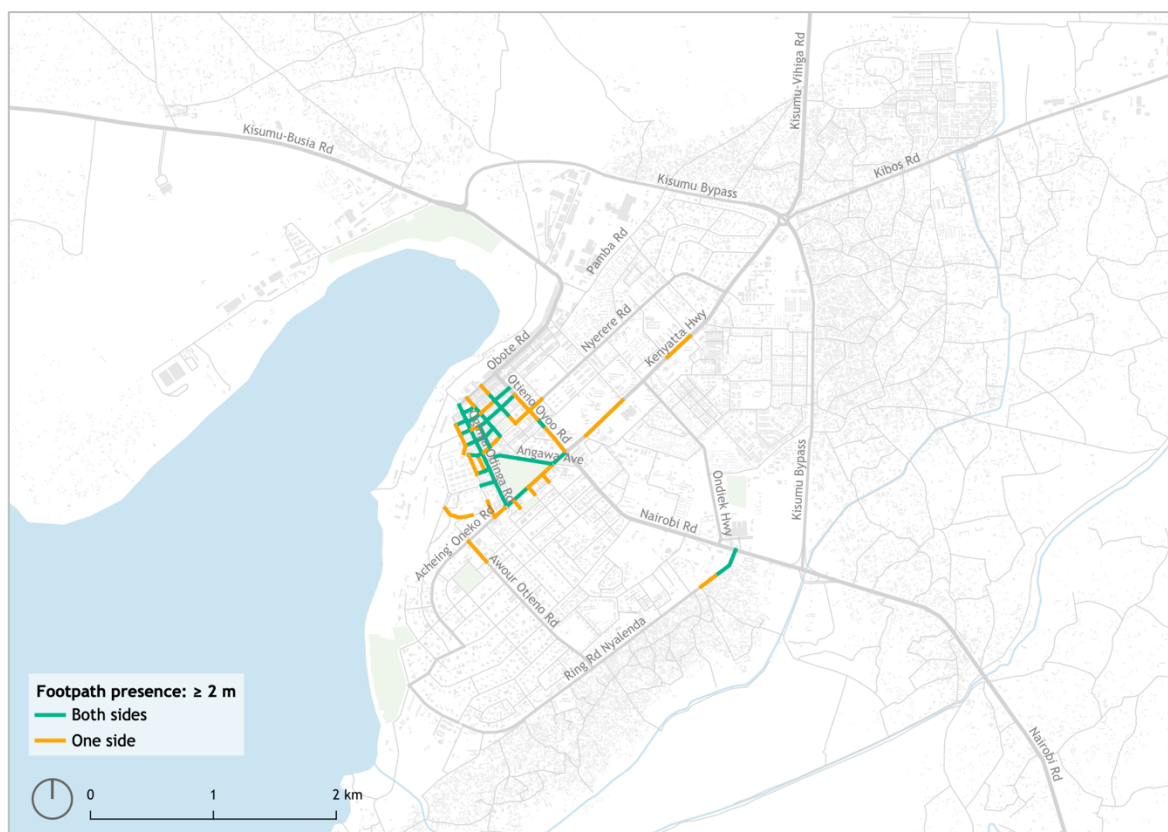 Kisumu-Vihiga Rd
Kisumu-Busia Rd
Kibos Rd
Kisumu Bypass
Pamba Rd
Nyerere Rd
Kenyatta Hwy
Obote Rd
Otieno Oyoo Rd
Angawa Ave
Odinga Rd
Kisumu Bypass
Ondiek Hwy
Nairobi Rd
Acheing' Oneko Rd
Awour Otieno Rd
Ring Rd Nyalenda
Nairobi Rd
Footpath presence: ≥ 2 m
Both sides
One side
0 1 2 km